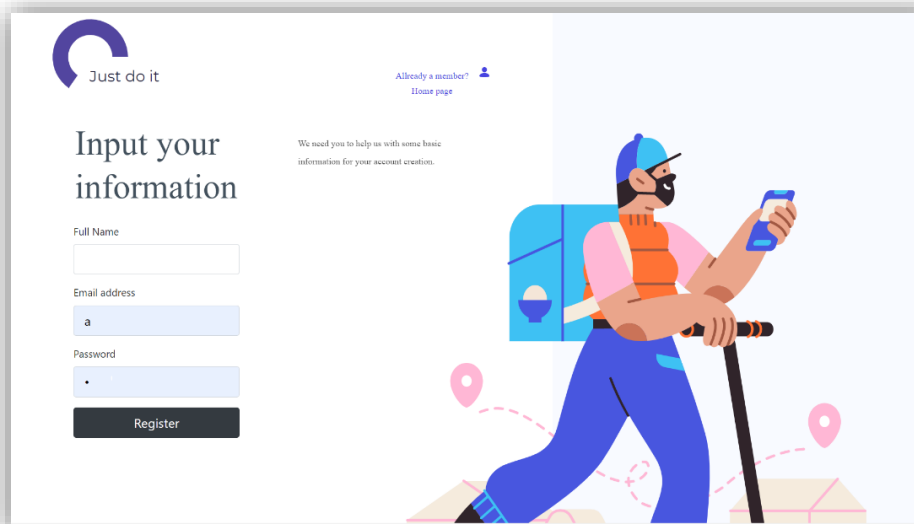 Just do it
Allready a member?
Home page
Input your
information
We need you to help us with some basic
information for your account creation.
Full Name
Email address
a
Password
•
Register